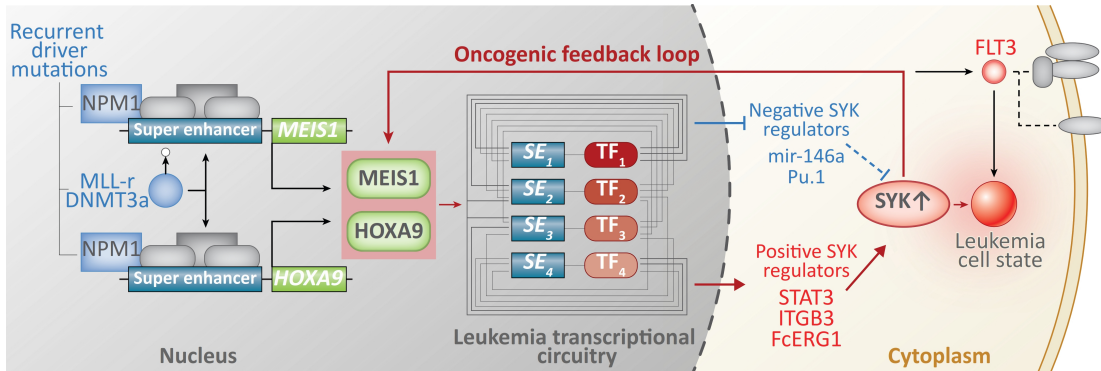 Recurrent
driver
mutations
NPM1
Super enhancer
MEIS1
MLL-r
DNMT3a
NPM1
Super enhancer
HOXA9
Nucleus
Oncogenic feedback loop
MEIS1
HOXA9
SE1
TF1
SE2
TF2
SE3
TF3
SE4
TF4
Leukemia transcriptional
circuitry
Negative SYK
regulators
mir-146a
Pu.1
SYK↑
Positive SYK
regulators
STAT3
ITGB3
FcERG1
FLT3
Leukemia
cell state
Cytoplasm